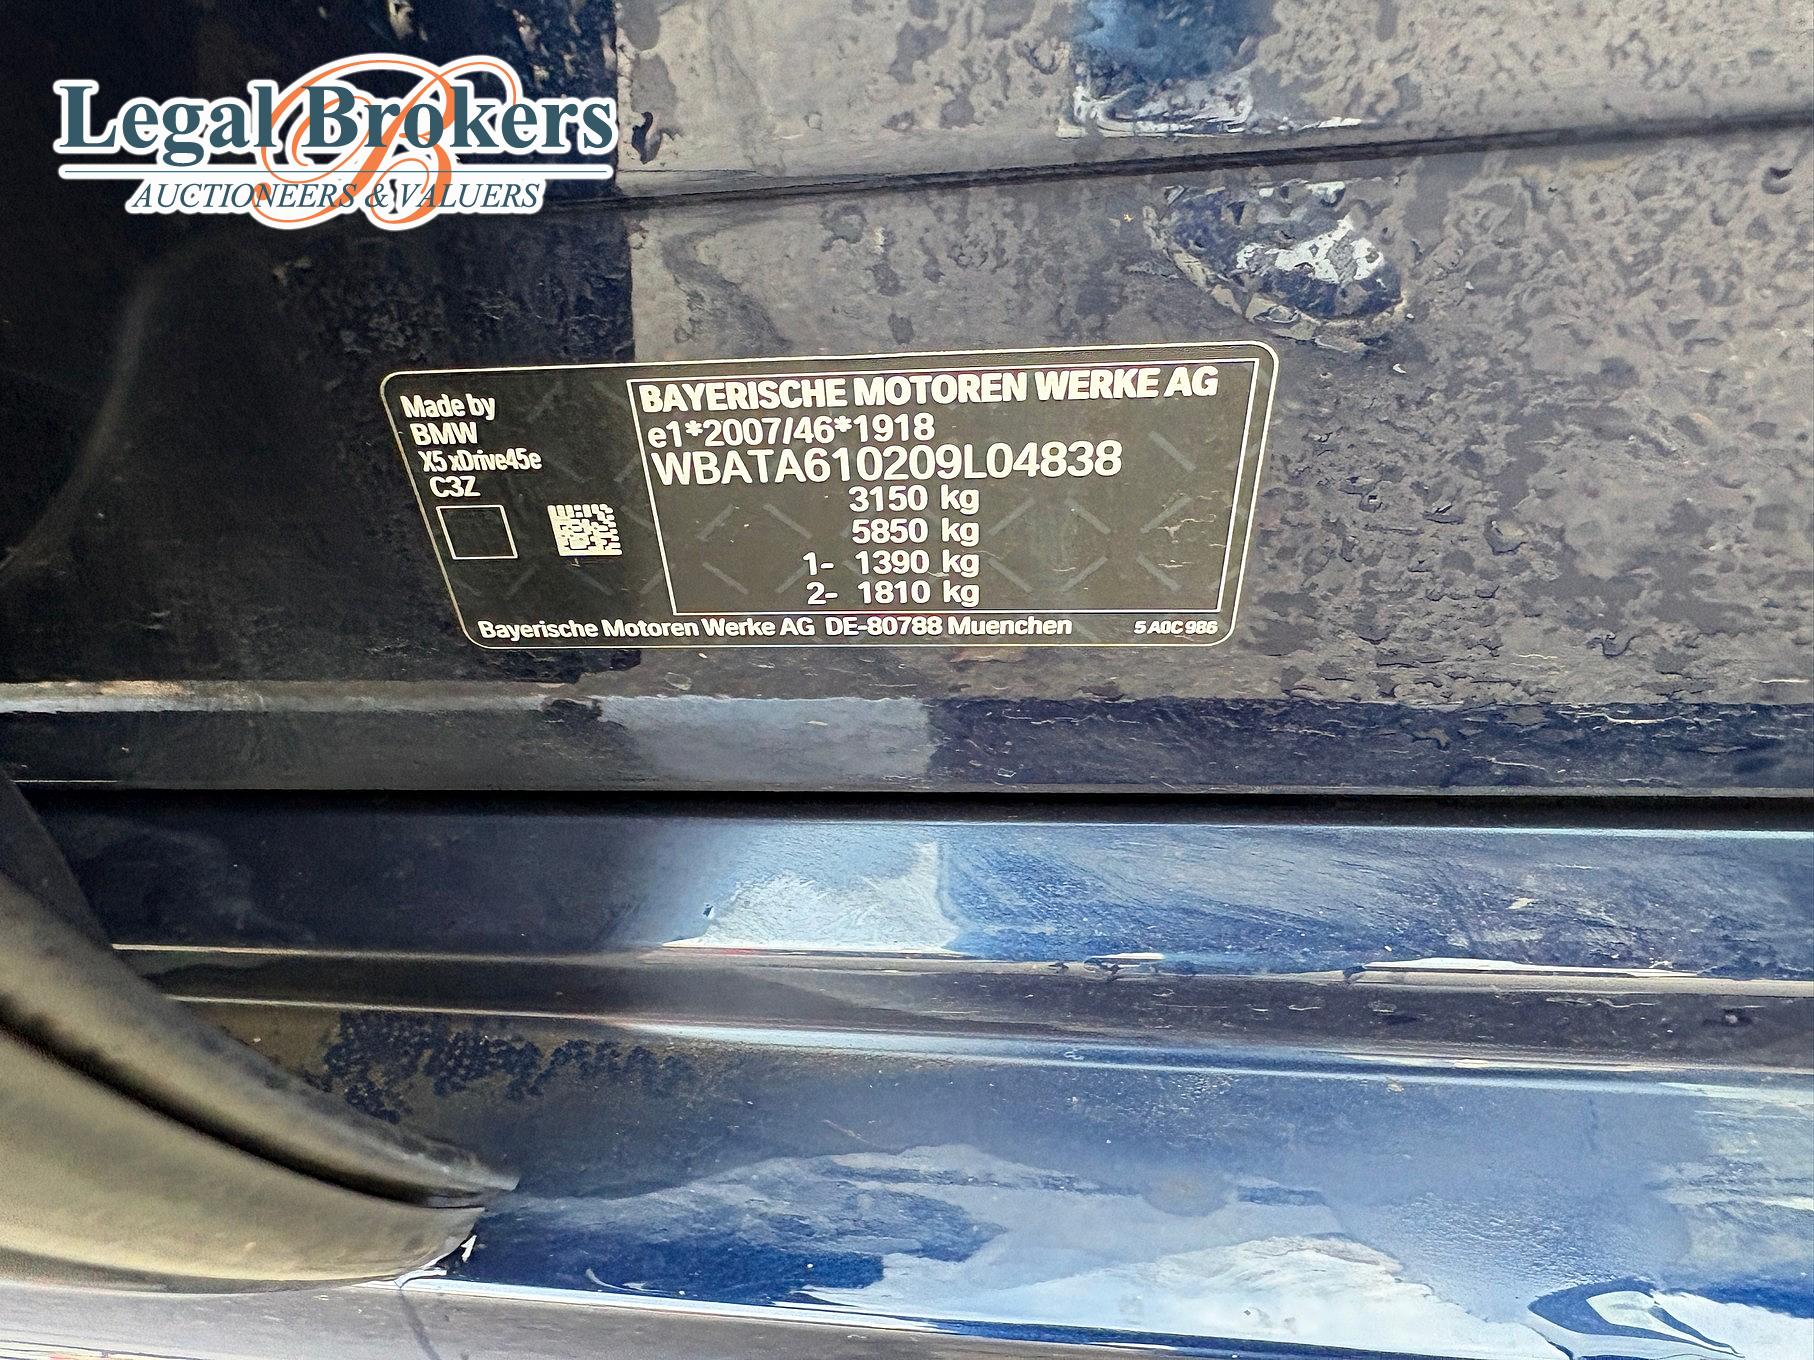 Legal Brokers
AUCTIONEERS & VALUERS
Made by
BMW
X5 xDrive45e
C3Z
BAYERISCHE MOTOREN WERKE AG
e1*2007/46*1918
WBATA610209L04838
3150 kg
5850 kg
1- 1390 kg
2- 1810 kg
Bayerische Motoren Werke AG DE-80788 Muenchen
5 A0C 986